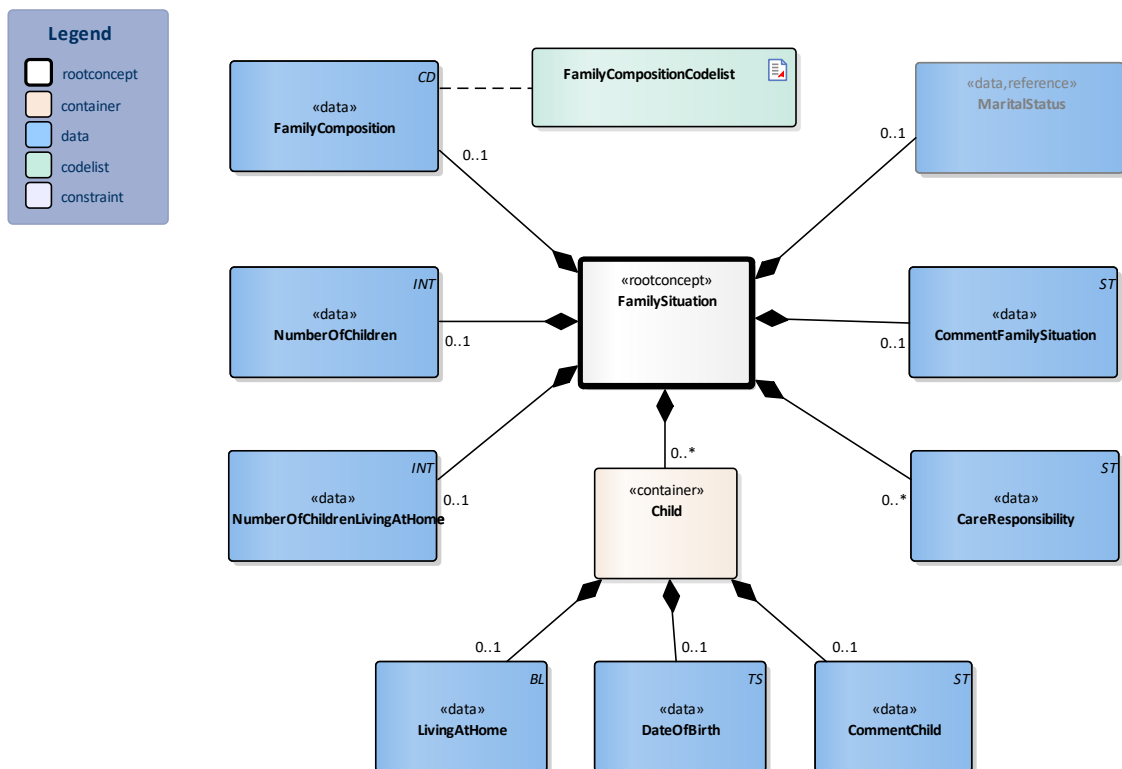 Legend
rootconcept
container
data
codelist
constraint
CD
«data»
FamilyComposition
0..1
FamilyCompositionCodelist
«data,reference»
MaritalStatus
0..1
INT
«data»
NumberOfChildren
0..1
«rootconcept»
FamilySituation
ST
«data»
CommentFamilySituation
0..1
INT
«data»
NumberOfChildrenLivingAtHome
0..1
0..*
«container»
Child
ST
«data»
CareResponsibility
0..*
0..1
BL
«data»
LivingAtHome
0..1
TS
«data»
DateOfBirth
0..1
ST
«data»
CommentChild